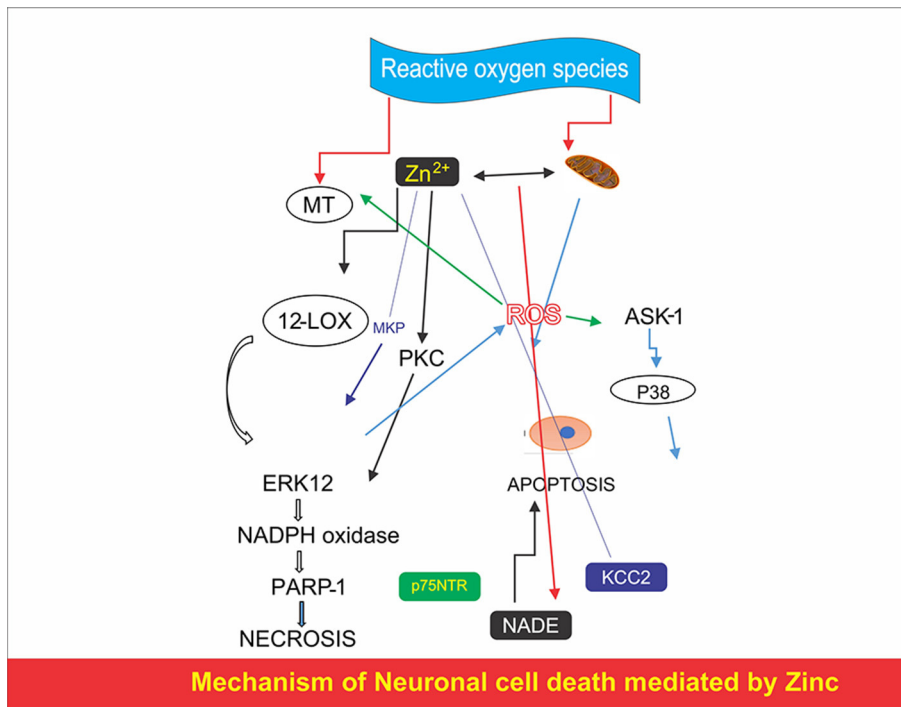 Reactive oxygen species
Zn2+
MT
12-LOX
MKP
PKC
ROS
ASK-1
P38
ERK12
APOPTOSIS
NADPH oxidase
PARP-1
p75NTR
KCC2
NADE
NECROSIS
Mechanism of Neuronal cell death mediated by Zinc